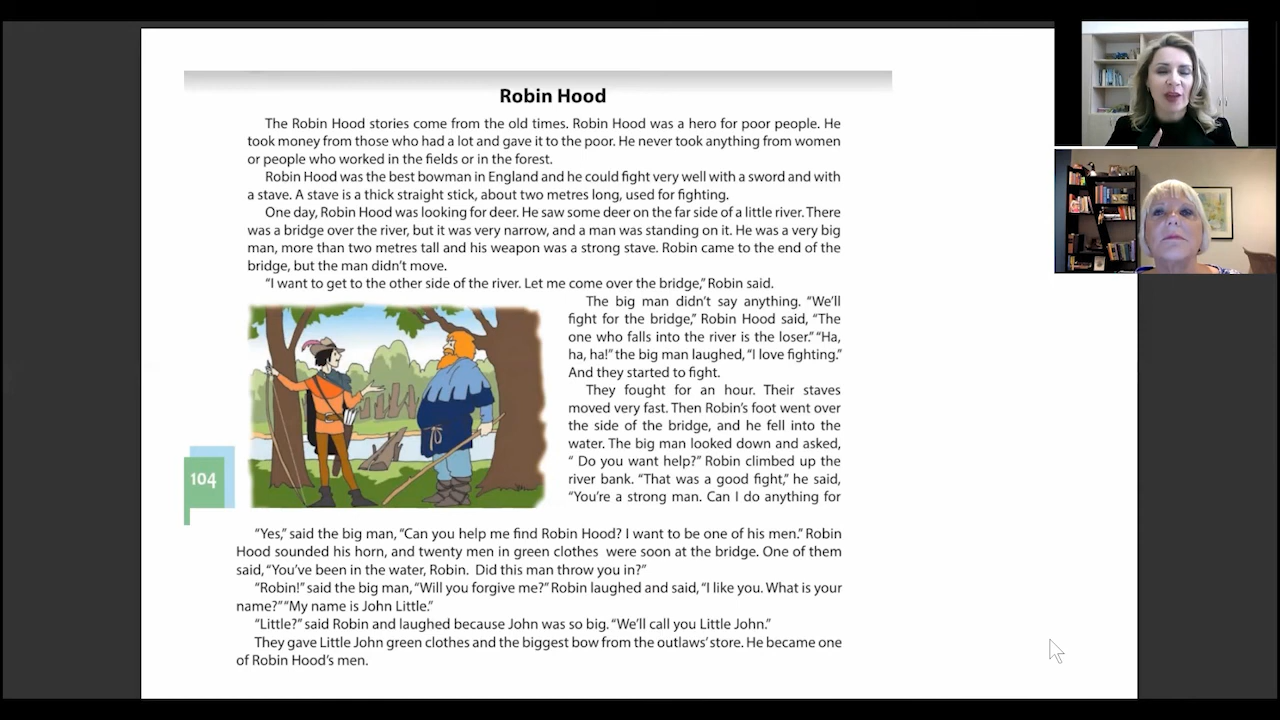 Robin Hood
The Robin Hood stories come from the old times. Robin Hood was a hero for poor people. He
took money from those who had a lot and gave it to the poor. He never took anything from women
or people who worked in the fields or in the forest.
Robin Hood was the best bowman in England and he could fight very well with a sword and with
a stave. A stave is a thick straight stick, about two metres long, used for fighting.
One day, Robin Hood was looking for deer. He saw some deer on the far side of a little river. There
was a bridge over the river, but it was very narrow, and a man was standing on it. He was a very big
man, more than two metres tall and his weapon was a strong stave. Robin came to the end of the
bridge, but the man didn't move.
“I want to get to the other side of the river. Let me come over the bridge,” Robin said.
The big man didn't say anything. “We'll
fight for the bridge,” Robin Hood said, “The
one who falls into the river is the loser.” “Ha,
ha, ha!” the big man laughed, “I love fighting.”
And they started to fight.
They fought for an hour. Their staves
moved very fast. Then Robin's foot went over
the side of the bridge, and he fell into the
water. The big man looked down and asked,
“ Do you want help?” Robin climbed up the
river bank. “That was a good fight,” he said,
“You're a strong man. Can I do anything for
104
“Yes,” said the big man, “Can you help me find Robin Hood? I want to be one of his men.” Robin
Hood sounded his horn, and twenty men in green clothes were soon at the bridge. One of them
said, “You've been in the water, Robin. Did this man throw you in?”
“Robin!” said the big man, “Will you forgive me?” Robin laughed and said, “I like you. What is your
name?” “My name is John Little.”
“Little?” said Robin and laughed because John was so big. “We'll call you Little John.”
They gave Little John green clothes and the biggest bow from the outlaws' store. He became one
of Robin Hood's men.